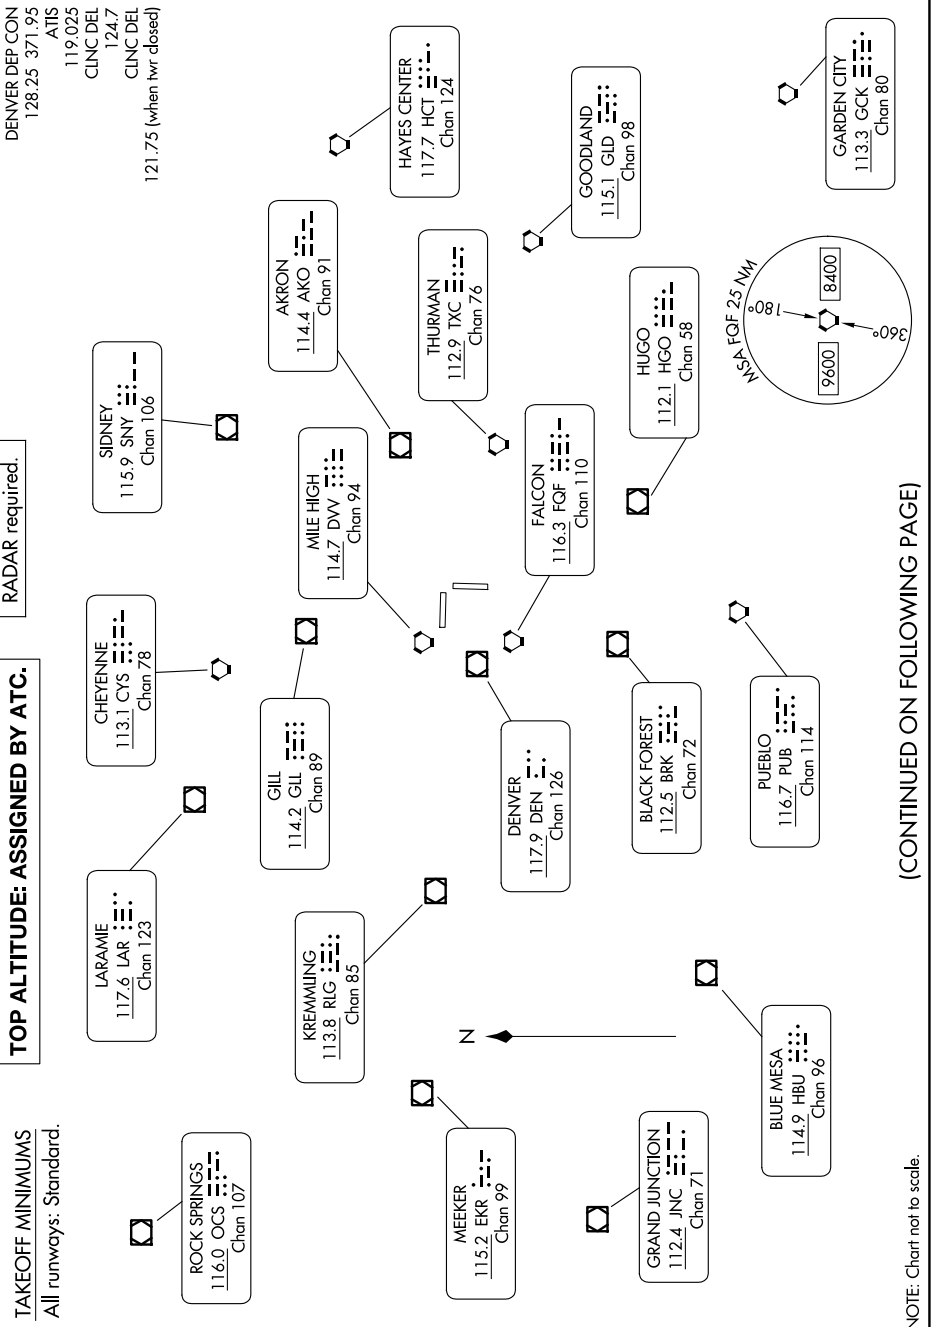 DENVER DEP CON
128.25 371.95
ATIS
119.025
CLNC DEL
124.7
CLNC DEL
121.75 (when twr closed)
RADAR required.
TOP ALTITUDE: ASSIGNED BY ATC.
TAKEOFF MINIMUMS
All runways: Standard.
ROCK SPRINGS
116.0 OCS
Chan 107
LARAMIE
117.6 LAR
Chan 123
CHEYENNE
113.1 CYS
Chan 78
SIDNEY
115.9 SNY
Chan 106
HAYES CENTER
117.7 HCT
Chan 124
AKRON
114.4 AKO
Chan 91
GILL
114.2 GLL
Chan 89
MILE HIGH
114.7 DVV
Chan 94
KREMMLING
113.8 RLG
Chan 85
THURMAN
112.9 TXC
Chan 76
MEEKER
115.2 EKR
Chan 99
DENVER
117.9 DEN
Chan 126
FALCON
116.3 FQF
Chan 110
GOODLAND
115.1 GLD
Chan 98
N
GRAND JUNCTION
112.4 JNC
Chan 71
BLACK FOREST
112.5 BRK
Chan 72
HUGO
112.1 HGO
Chan 58
BLUE MESA
114.9 HBU
Chan 96
PUEBLO
116.7 PUB
Chan 114
GARDEN CITY
113.3 GCK
Chan 80
MSA FQF 25 NM
180°
8400
9600
360°
(CONTINUED ON FOLLOWING PAGE)
NOTE: Chart not to scale.